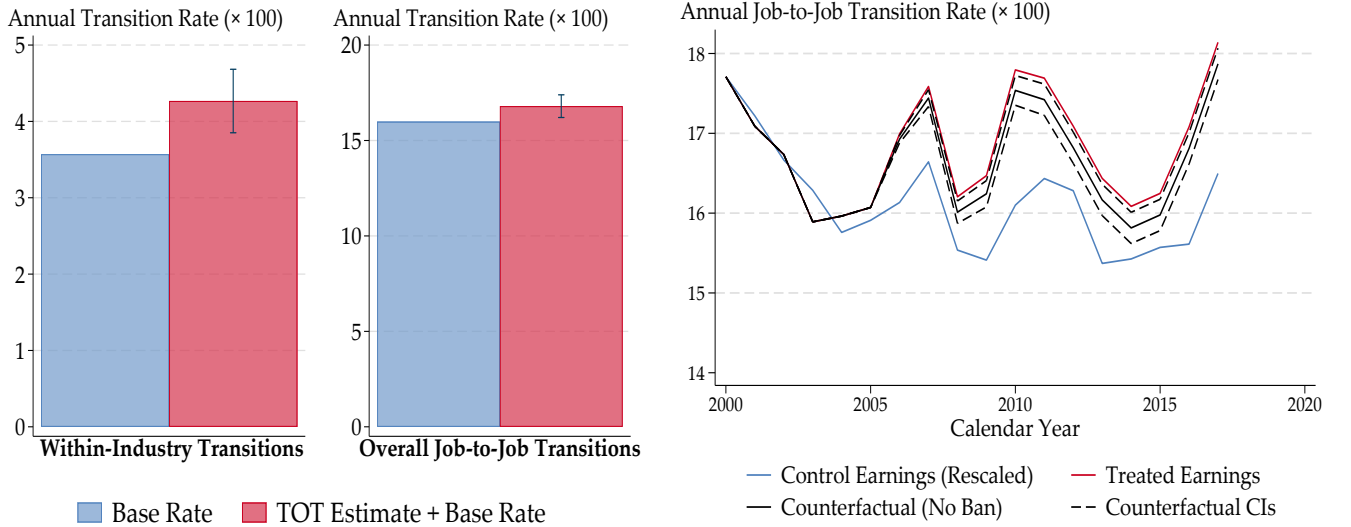 Annual Transition Rate (× 100)
5
4
3
2
1
0
Within-Industry Transitions
Annual Transition Rate (× 100)
20
15
10
5
0
Overall Job-to-Job Transitions
Base Rate
TOT Estimate + Base Rate
Annual Job-to-Job Transition Rate (× 100)
18
17
16
15
14
2000 2005 2010 2015 2020
Calendar Year
Control Earnings (Rescaled) Treated Earnings
Counterfactual (No Ban) Counterfactual CIs